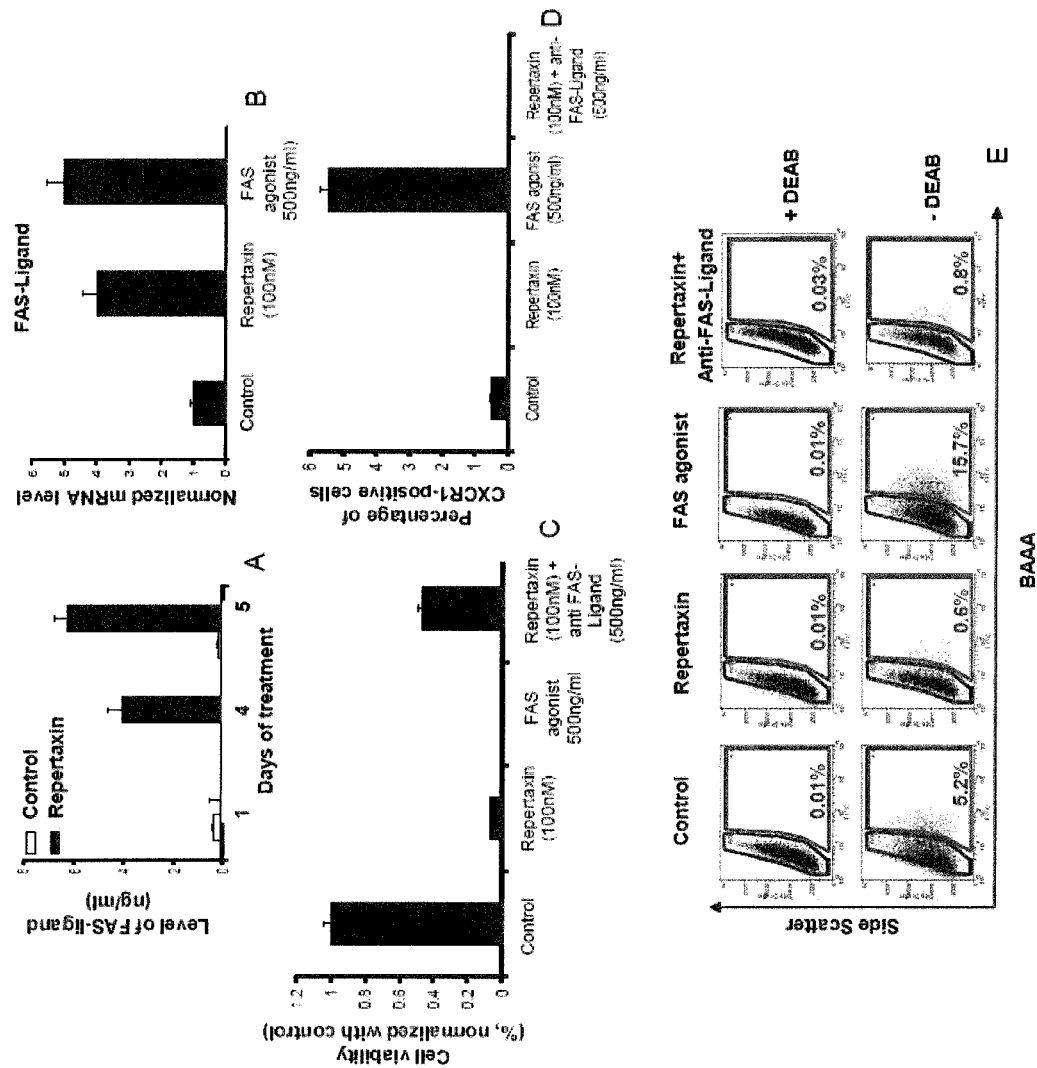 Control
Repertaxin
Level of FAS-ligand
(ng/ml)
8
6
4
2
0
1
4
5
Days of treatment
A
FAS-Ligand
Normalized mRNA level
6
5
4
3
2
1
0
Control
Repertaxin
(100nM)
FAS
agonist
500ng/ml
B
Cell viability
(%, normalized with control)
1.2
1
0.8
0.6
0.4
0.2
0
Control
Repertaxin
(100nM)
FAS
agonist
500ng/ml
Repertaxin
(100nM) +
anti FAS-
Ligand
(500ng/ml)
C
Percentage of
CXCR1-positive cells
6
5
4
3
2
1
0
Control
Repertaxin
(100nM)
FAS agonist
(500ng/ml)
Repertaxin
(100nM) + anti-
FAS-Ligand
(500ng/ml)
D
Control
Repertaxin
FAS agonist
Repertaxin+
Anti-FAS-Ligand
0.01%
0.01%
0.01%
0.03%
+ DEAB
5.2%
0.6%
15.7%
0.8%
- DEAB
Side Scatter
BAAA
E